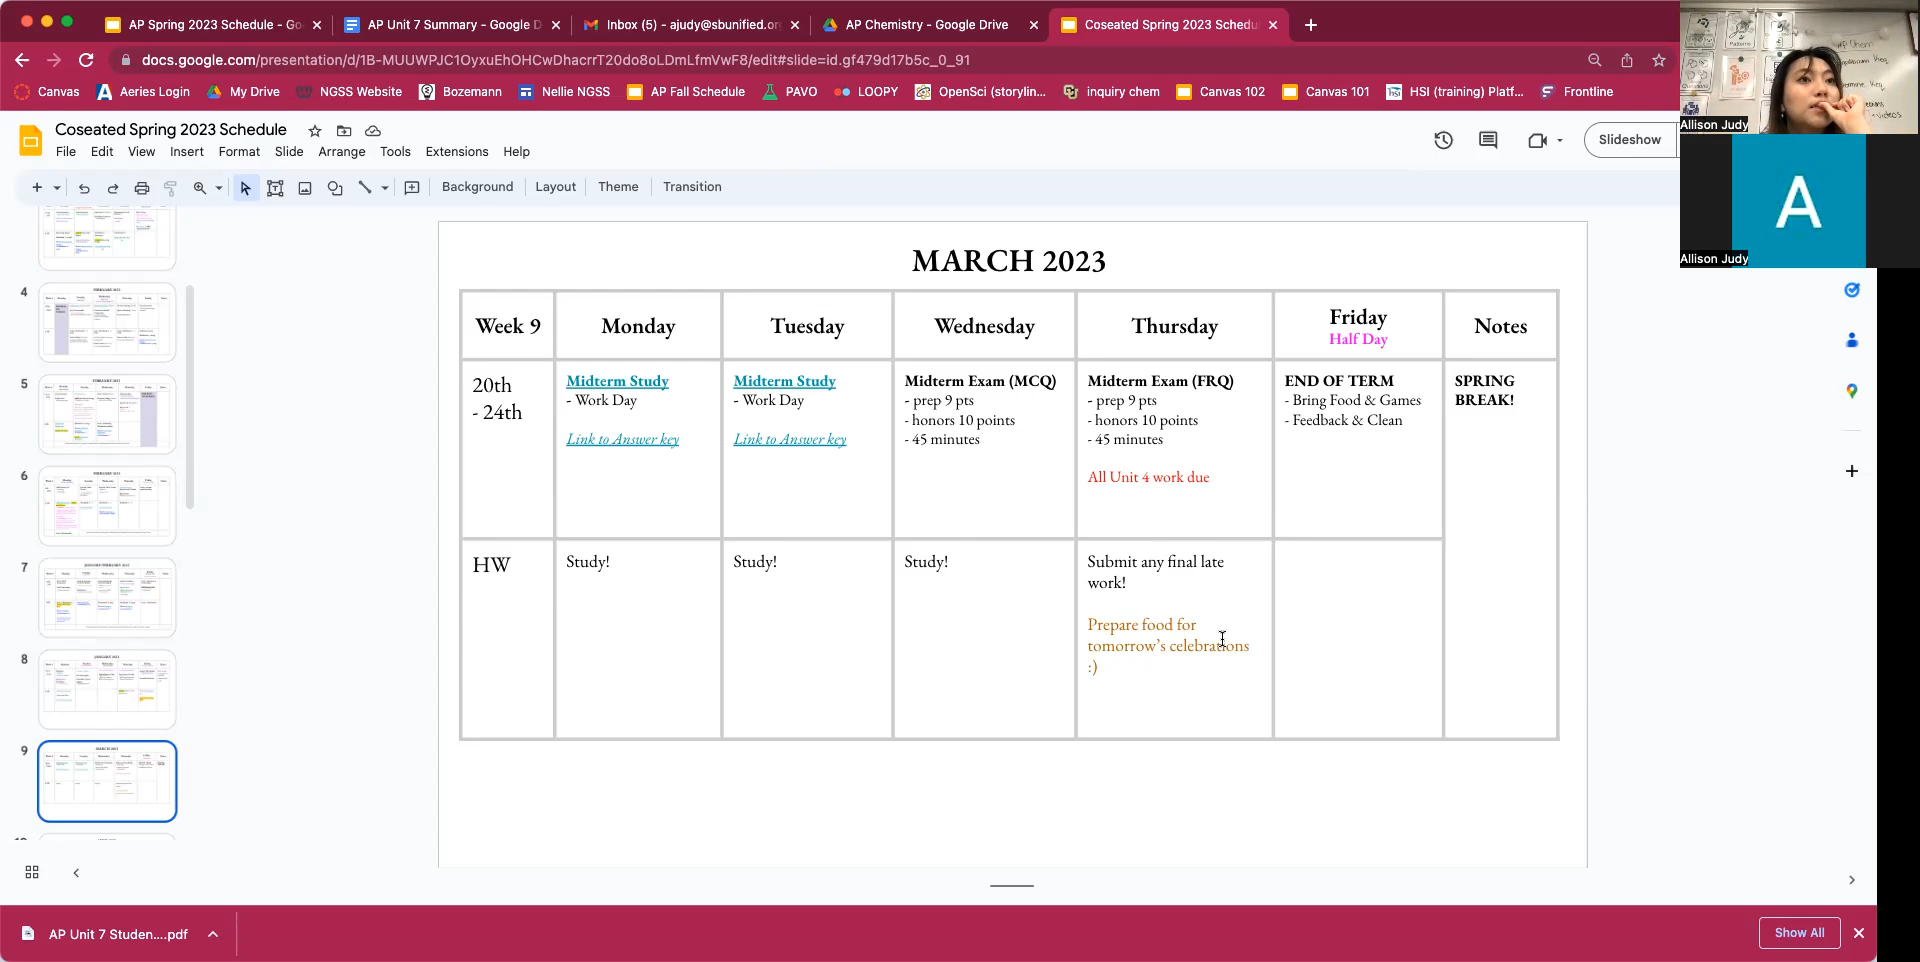 AP Spring 2023 Schedule - Go
AP Unit 7 Summary - Google D
Inbox (5) - ajudy@sbunified.or
AP Chemistry - Google Drive
Coseated Spring 2023 Schedu
docs.google.com/presentation/d/1B-MUUWPJC1OyxuEhOHCwDhacrrT20do8oLDmLfmVwF8/edit#slide=id.gf479d17b5c_0_91
Canvas
Aeries Login
My Drive
NGSS Website
Bozemann
Nellie NGSS
AP Fall Schedule
PAVO
LOOPY
OpenSci (storylin...
inquiry chem
Canvas 102
Canvas 101
HSI (training) Platf...
Frontline
Coseated Spring 2023 Schedule
File Edit View Insert Format Slide Arrange Tools Extensions Help
Slideshow
Background
Layout
Theme
Transition
Allison Judy
A
Allison Judy
4
5
6
7
8
9
MARCH 2023
Week 9
Monday
Tuesday
Wednesday
Thursday
Friday
Half Day
Notes
20th
- 24th
Midterm Study
- Work Day
Link to Answer key
Midterm Study
- Work Day
Link to Answer key
Midterm Exam (MCQ)
- prep 9 pts
- honors 10 points
- 45 minutes
Midterm Exam (FRQ)
- prep 9 pts
- honors 10 points
- 45 minutes
All Unit 4 work due
END OF TERM
- Bring Food & Games
- Feedback & Clean
SPRING
BREAK!
HW
Study!
Study!
Study!
Submit any final late
work!
Prepare food for
tomorrow's celebrations
:)
AP Unit 7 Studen....pdf
Show All